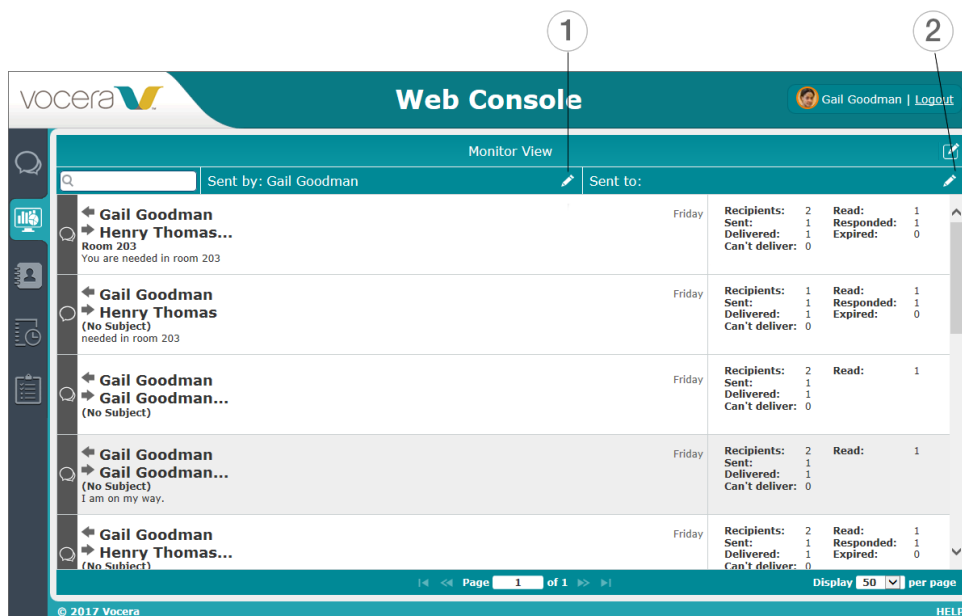 1 2
vocera Web Console Gail Goodman | Logout
Monitor View
Sent by: Gail Goodman Sent to:
Gail Goodman Friday Recipients: 2 Read: 1
Henry Thomas... Sent: 1 Responded: 1
Room 203 Delivered: 1 Expired: 0
You are needed in room 203 Can't deliver: 0
Gail Goodman Friday Recipients: 1 Read: 1
Henry Thomas Sent: 1 Responded: 1
(No Subject) Delivered: 1 Expired: 0
needed in room 203 Can't deliver: 0
Gail Goodman Friday Recipients: 2 Read: 1
Gail Goodman... Sent: 1
(No Subject) Delivered: 1
Can't deliver: 0
Gail Goodman Friday Recipients: 2 Read: 1
Gail Goodman... Sent: 1
(No Subject) Delivered: 1
I am on my way. Can't deliver: 0
Gail Goodman Friday Recipients: 2 Read: 1
Henry Thomas... Sent: 1 Responded: 1
(No Subject) Delivered: 1 Expired: 0
Can't deliver: 0
Page 1 of 1 Display 50 per page
© 2017 Vocera HELP